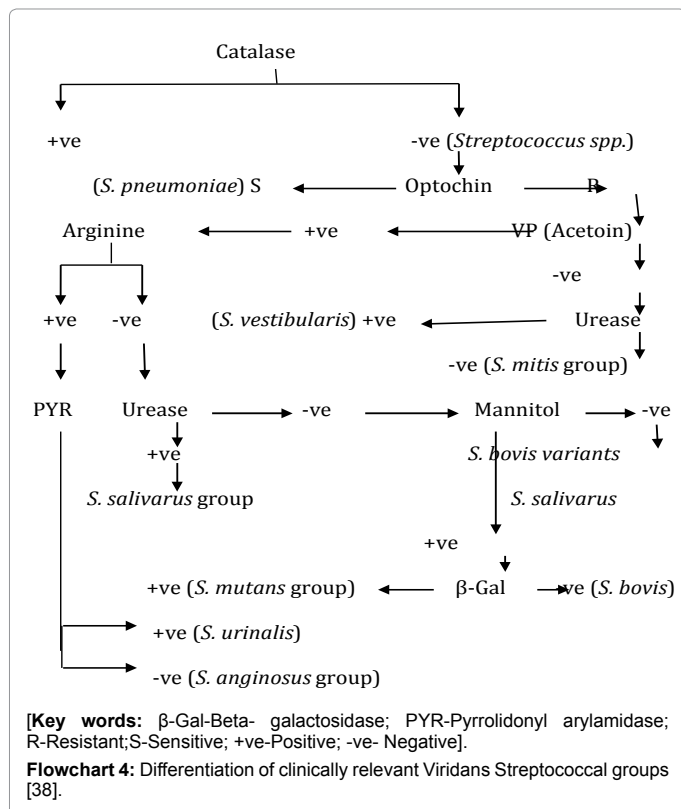 Catalase
+ve -ve (Streptococcus spp.)
(S. pneumoniae) S Optochin R
Arginine +ve VP (Acetoin)
-ve
+ve -ve (S. vestibularis) +ve Urease
-ve (S. mitis group)
PYR Urease -ve Mannitol -ve
+ve S. bovis variants
S. salivarus group S. salivarus
+ve
+ve (S. mutans group) β-Gal -ve (S. bovis)
+ve (S. urinalis)
-ve (S. anginosus group)
[Key words: β-Gal-Beta- galactosidase; PYR-Pyrrolidonyl arylamidase;
R-Resistant;S-Sensitive; +ve-Positive; -ve- Negative].
Flowchart 4: Differentiation of clinically relevant Viridans Streptococcal groups
[38].